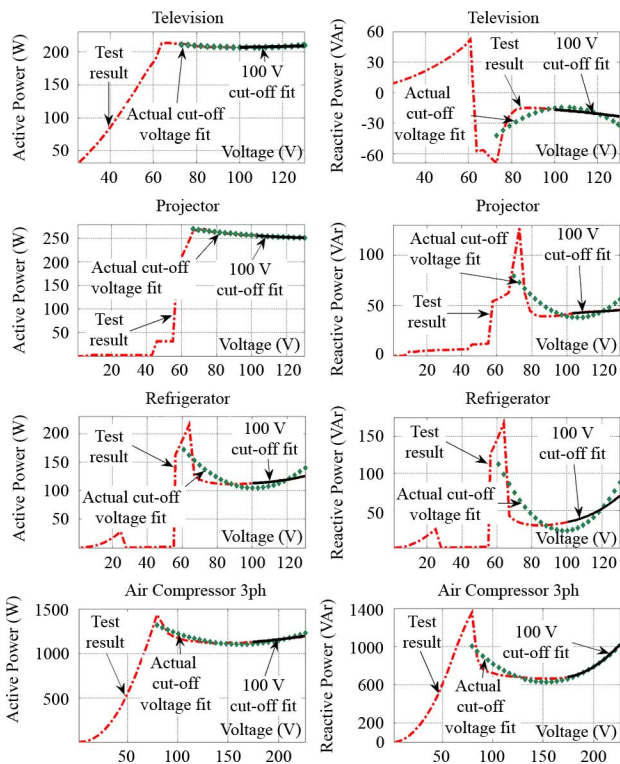 Television
Active Power (W)
200
150
100
50
Test
result
Actual cut-off
voltage fit
100
V
cut-off fit
Voltage (V)
40
60
80
100
120
Television
Reactive Power (VAr)
60
30
0
-30
-60
Test
result
100 V
cut-off fit
Actual
cut-off
voltage fit
Voltage (V)
40
60
80
100
120
Projector
Active Power (W)
250
200
150
100
50
Actual cut-off
voltage fit
100 V
cut-off fit
Test
result
Voltage (V)
20
40
60
80
100
120
Projector
Reactive Power (VAr)
100
50
0
Actual cut-off
voltage fit
100 V
cut-off fit
Test
result
Voltage (V)
20
40
60
80
100
120
Refrigerator
Active Power (W)
200
150
100
50
Test
result
100 V
cut-off fit
Actual cut-off
voltage fit
Voltage (V)
20
40
60
80
100
120
Refrigerator
Reactive Power (VAr)
150
100
50
0
Test
result
100 V
cut-off fit
Actual cut-off
voltage fit
Voltage (V)
20
40
60
80
100
120
Air Compressor 3ph
Active Power (W)
1500
1000
500
Test
result
Actual
cut-off
voltage fit
100 V
cut-off fit
Voltage (V)
50
100
150
200
Air Compressor 3ph
Reactive Power (VAr)
1400
1000
600
200
0
Test
result
100 V
cut-off fit
Actual
cut-off
voltage fit
Voltage (V)
50
100
150
200